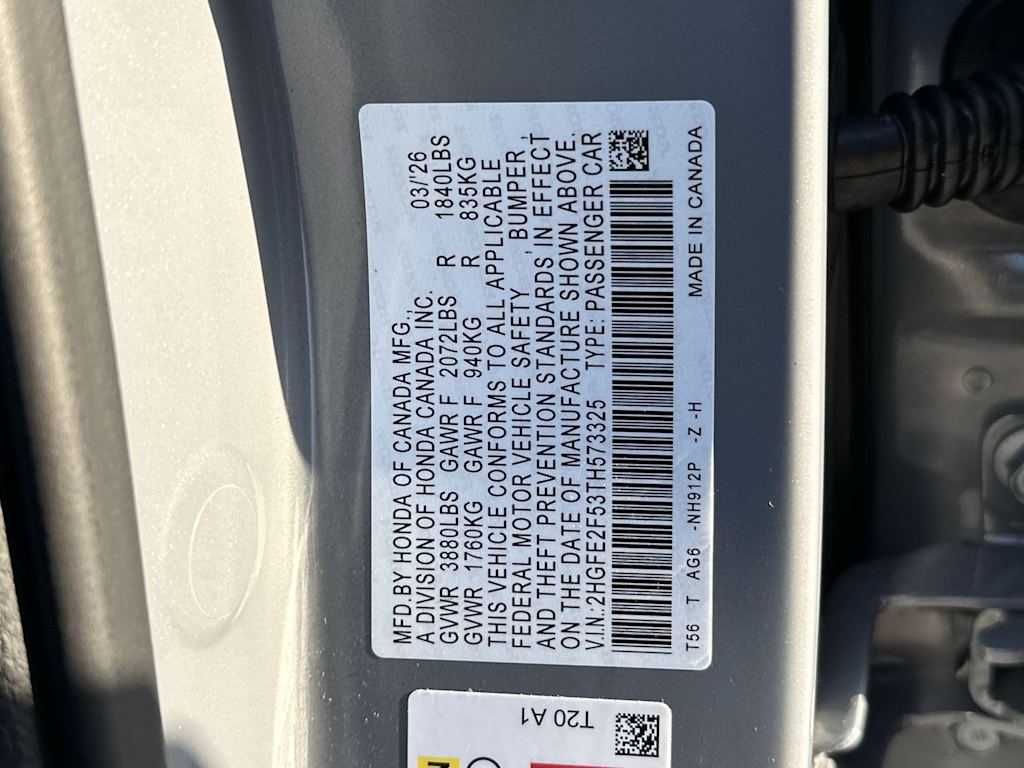 MFD.BY HONDA OF CANADA MFG., 03/'26
A DIVISION OF HONDA CANADA INC.
GVWR 3880LBS GAWR F 2072LBS R 1840LBS
GVWR 1760KG GAWR F 940KG R 835KG
THIS VEHICLE CONFORMS TO ALL APPLICABLE
FEDERAL MOTOR VEHICLE SAFETY , BUMPER ,
AND THEFT PREVENTION STANDARDS IN EFFECT
ON THE DATE OF MANUFACTURE SHOWN ABOVE.
V.I.N.:2HGFE2F53TH573325 TYPE: PASSENGER CAR
T56 T AG6 -NH912P -Z -H MADE IN CANADA
T20 A1